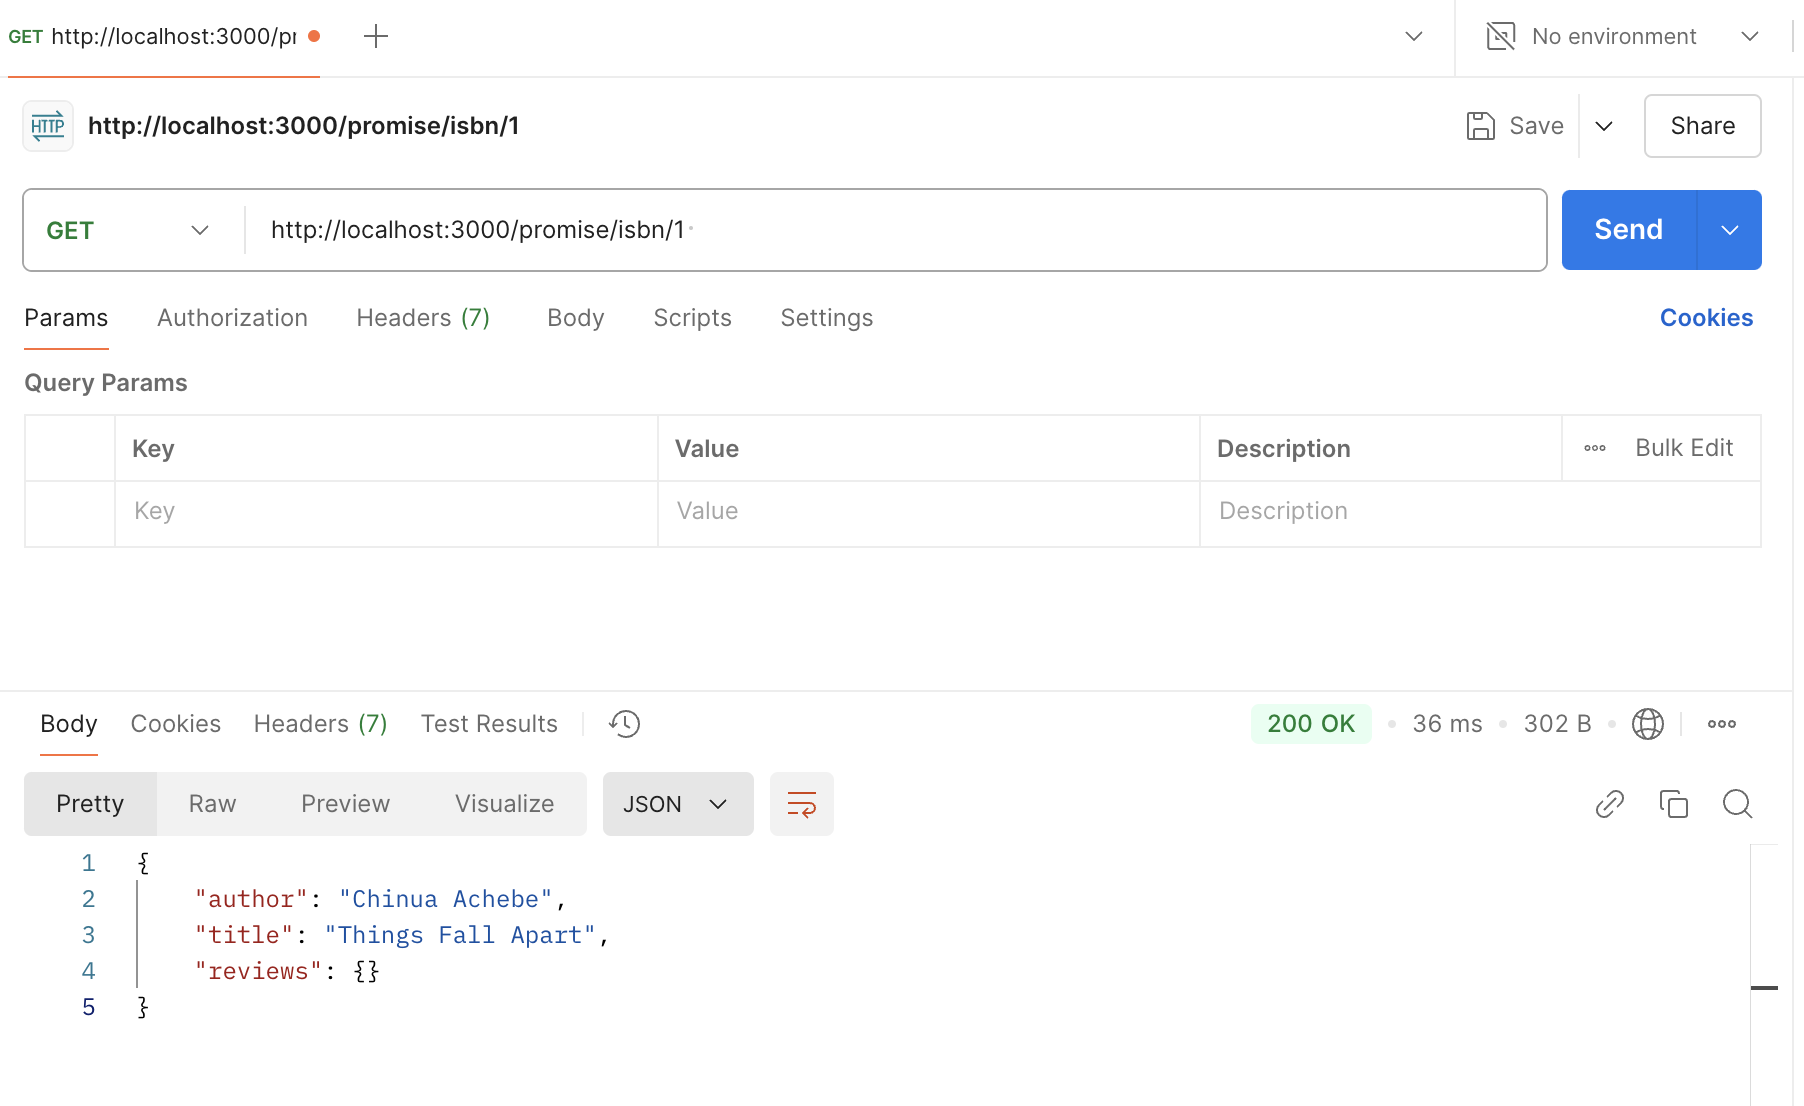 GET http://localhost:3000/pr
No environment
HTTP http://localhost:3000/promise/isbn/1
Save
Share
GET http://localhost:3000/promise/isbn/1
Send
Params Authorization Headers (7) Body Scripts Settings Cookies
Query Params
Key Value Description Bulk Edit
Key Value Description
Body Cookies Headers (7) Test Results 200 OK 36 ms 302 B
Pretty Raw Preview Visualize JSON
1 {
2 "author": "Chinua Achebe",
3 "title": "Things Fall Apart",
4 "reviews": {}
5 }